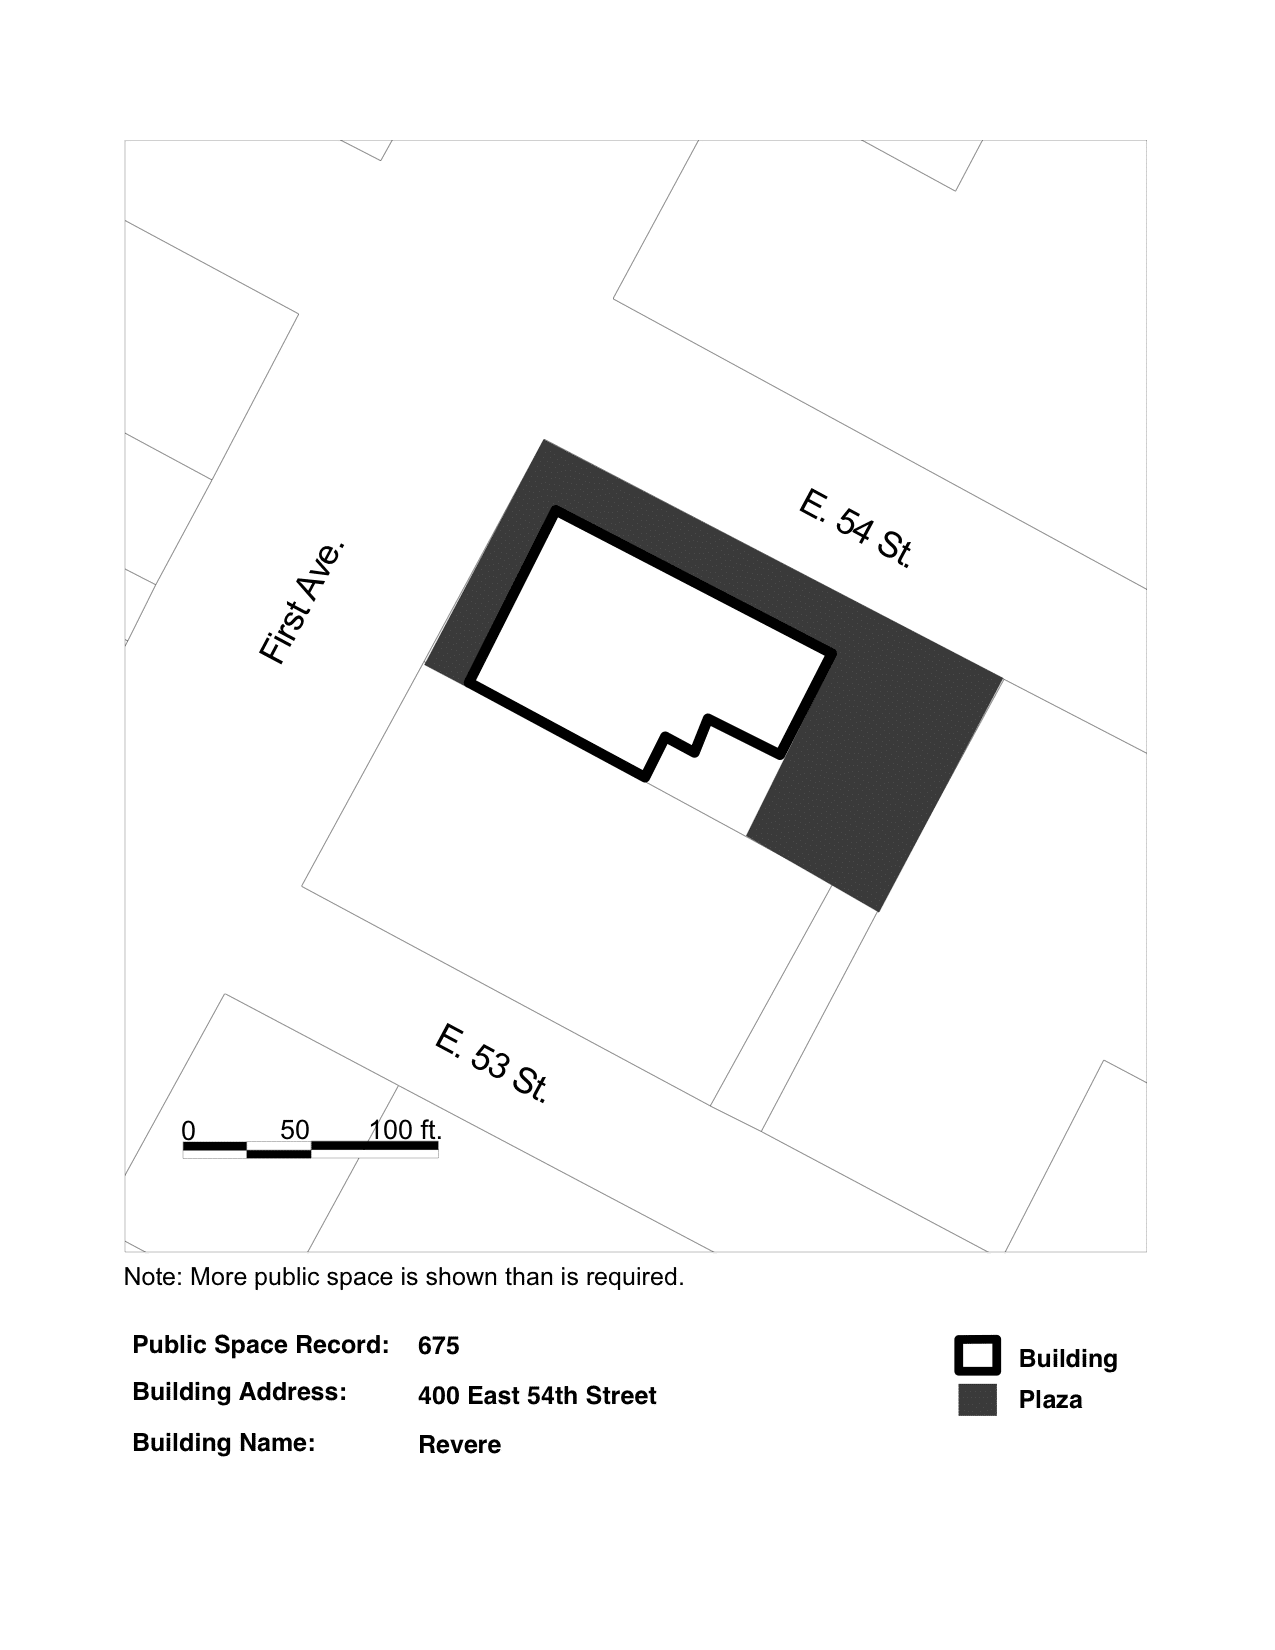 E. 54 St.
First Ave.
E. 53 St.
0 50 100 ft.
Note: More public space is shown than is required.
Public Space Record: 675
Building Address: 400 East 54th Street
Building Name: Revere
Building
Plaza